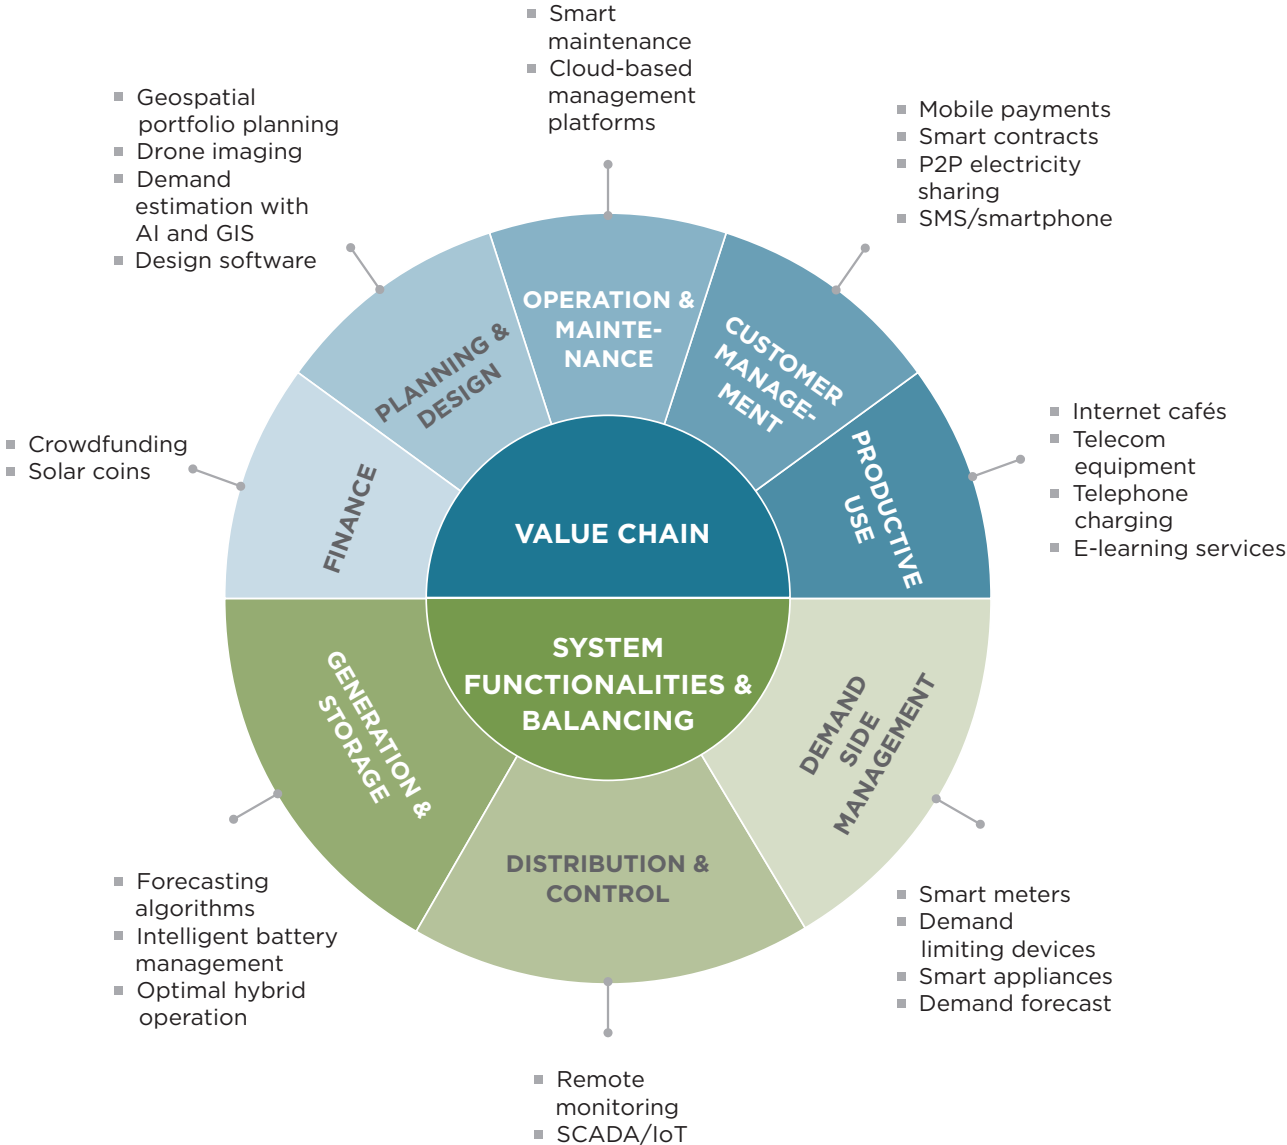 Smart
maintenance
Cloud-based
management
platforms
Geospatial
portfolio planning
Drone imaging
Demand
estimation with
AI and GIS
Design software
Mobile payments
Smart contracts
P2P electricity
sharing
SMS/smartphone
OPERATION &
MAINTE-
NANCE
PLANNING &
DESIGN
CUSTOMER
MANAGE-
MENT
Crowdfunding
Solar coins
FINANCE
PRODUCTIVE
USE
Internet cafés
Telecom
equipment
Telephone
charging
E-learning services
VALUE CHAIN
SYSTEM
FUNCTIONALITIES &
BALANCING
GENERATION &
STORAGE
DEMAND
SIDE
MANAGEMENT
DISTRIBUTION &
CONTROL
Forecasting
algorithms
Intelligent battery
management
Optimal hybrid
operation
Smart meters
Demand
limiting devices
Smart appliances
Demand forecast
Remote
monitoring
SCADA/IoT